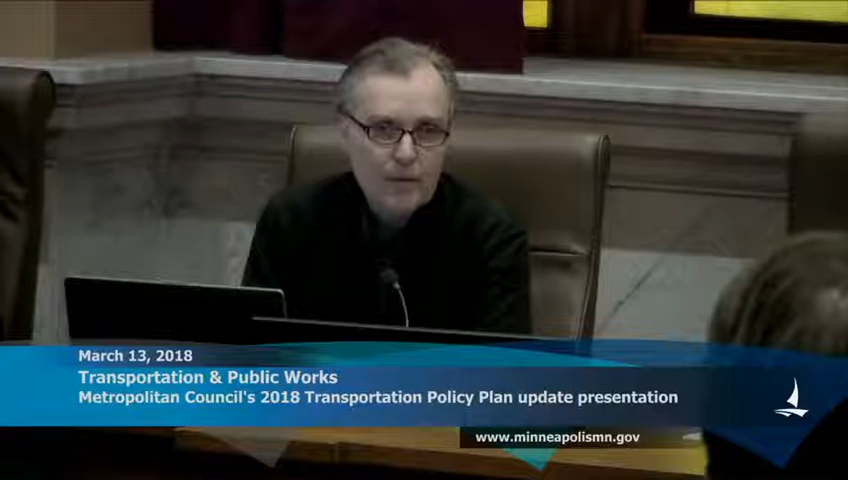 March 13, 2018
Transportation & Public Works
Metropolitan Council's 2018 Transportation Policy Plan update presentation
www.minneapolismn.gov